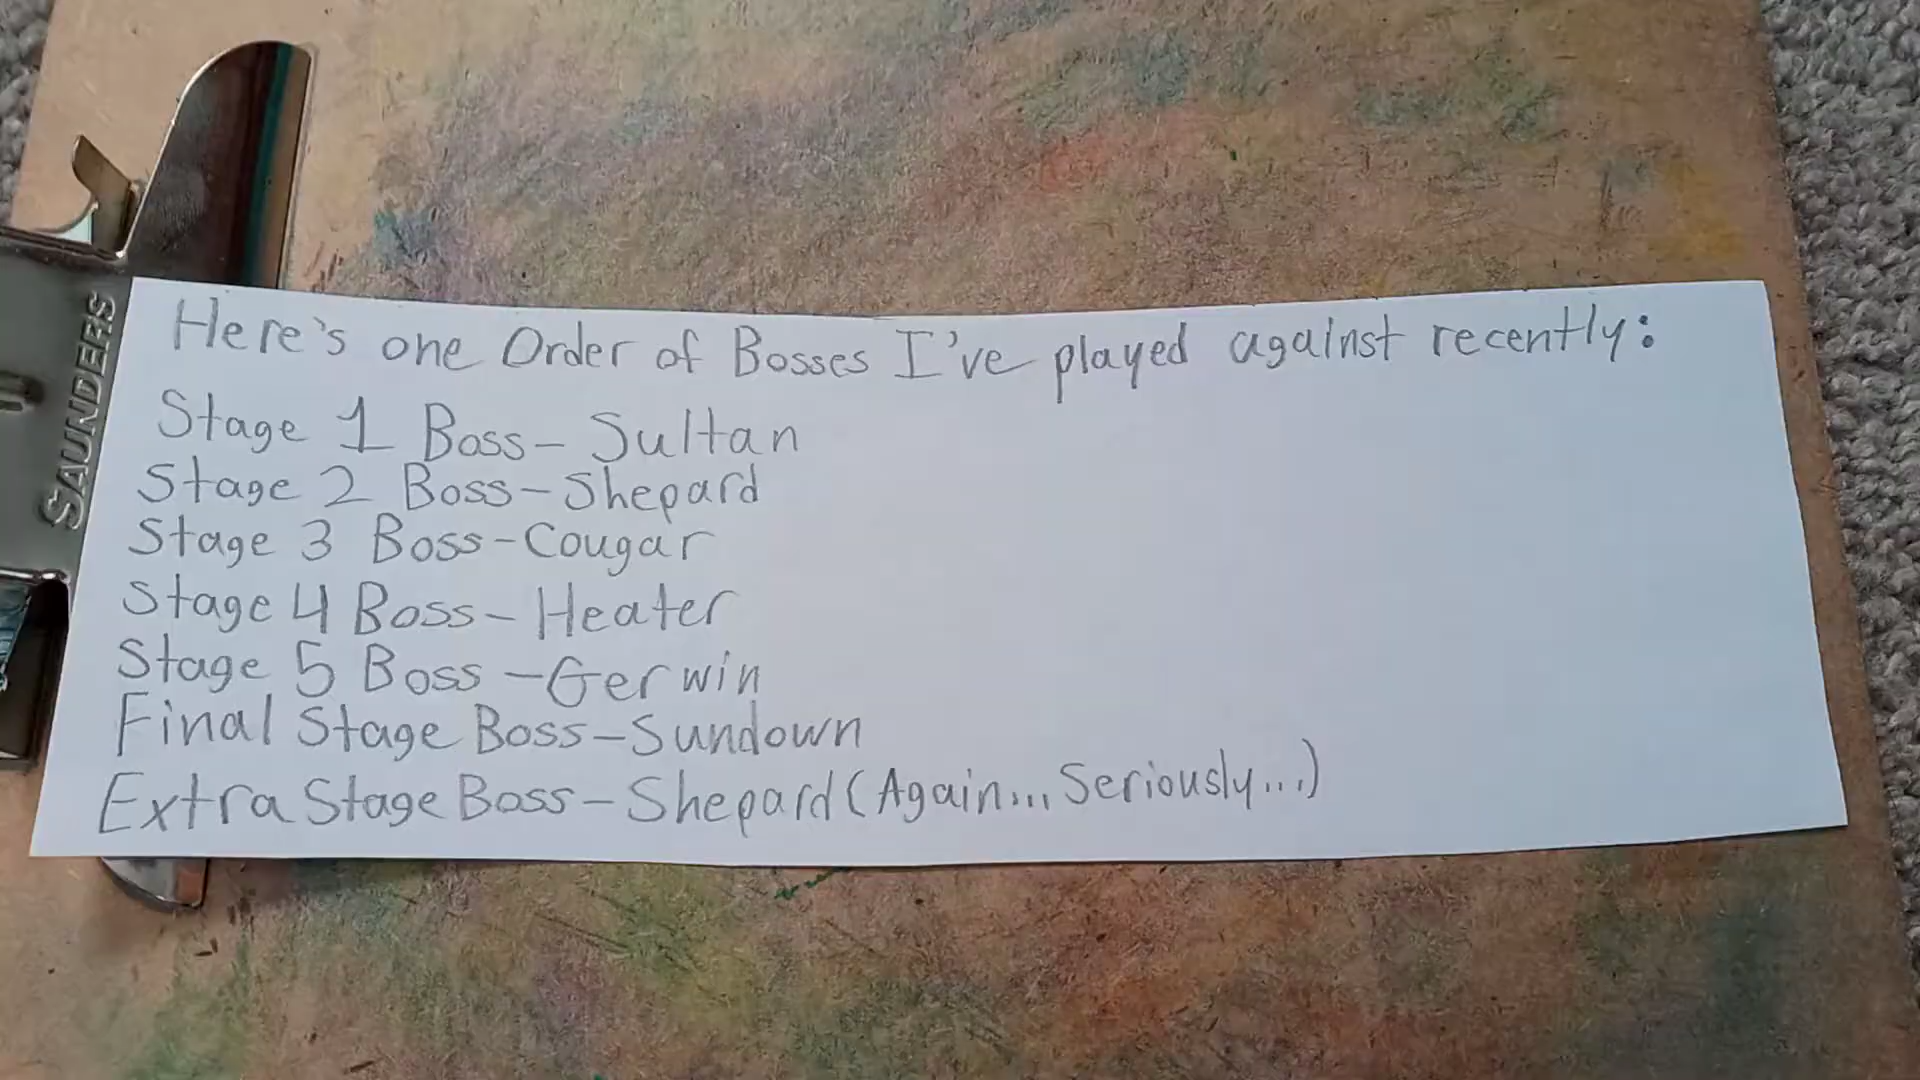 SAUNDERS
Here's one Order of Bosses I've played against recently:
Stage 1 Boss- Sultan
Stage 2 Boss-Shepard
Stage 3 Boss-Cougar
Stage 4 Boss-Heater
Stage 5 Boss-Gerwin
Final Stage Boss-Sundown
Extra Stage Boss-Shepard(Again... Seriously...)